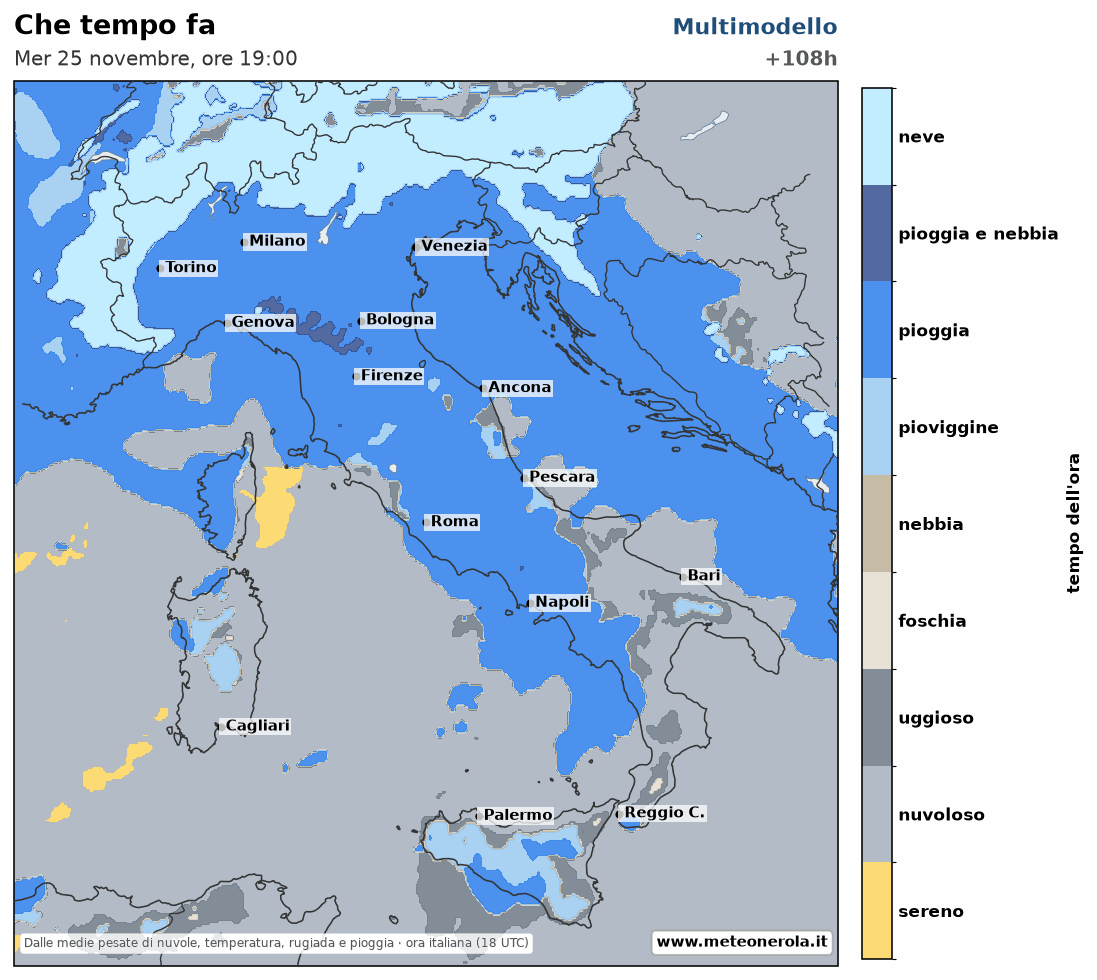 Che tempo fa
Multimodello
Mer 25 novembre, ore 19:00
+108h
neve
pioggia e nebbia
pioggia
pioviggine
nebbia
foschia
uggioso
nuvoloso
sereno
tempo dell'ora
Milano
Venezia
Torino
Genova
Bologna
Firenze
Ancona
Pescara
Roma
Bari
Napoli
Cagliari
Palermo
Reggio C.
Dalle medie pesate di nuvole, temperatura, rugiada e pioggia · ora italiana (18 UTC)
www.meteonerola.it